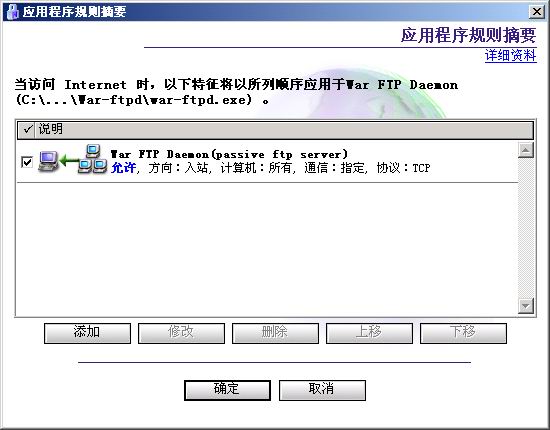 应用程序规则摘要
应用程序规则摘要
详细资料
当访问 Internet 时，以下特征将以所列顺序应用于War FTP Daemon
(C:\...\War-ftpd\war-ftpd.exe) 。
说明
War FTP Daemon(passive ftp server)
允许, 方向：入站, 计算机：所有, 通信：指定, 协议：TCP
添加 修改 删除 上移 下移
确定 取消